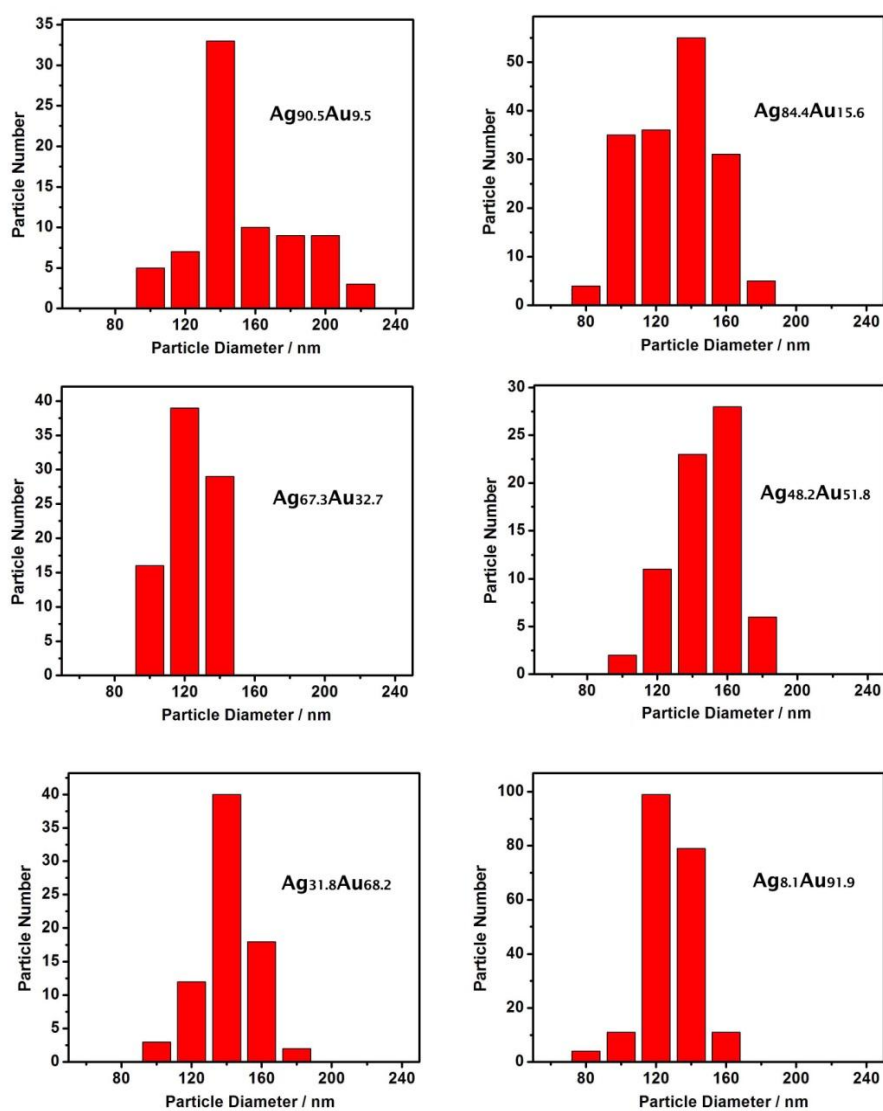 35
30
25
20
15
10
5
0
Particle Number
Ag90.5Au9.5
80 120 160 200 240
Particle Diameter / nm
50
40
30
20
10
0
Particle Number
Ag84.4Au15.6
80 120 160 200 240
Particle Diameter / nm
40
35
30
25
20
15
10
5
0
Particle Number
Ag67.3Au32.7
80 120 160 200 240
Particle Diameter / nm
30
25
20
15
10
5
0
Particle Number
Ag48.2Au51.8
80 120 160 200 240
Particle Diameter / nm
40
35
30
25
20
15
10
5
0
Particle Number
Ag31.8Au68.2
80 120 160 200 240
Particle Diameter / nm
100
80
60
40
20
0
Particle Number
Ag8.1Au91.9
80 120 160 200 240
Particle Diameter / nm